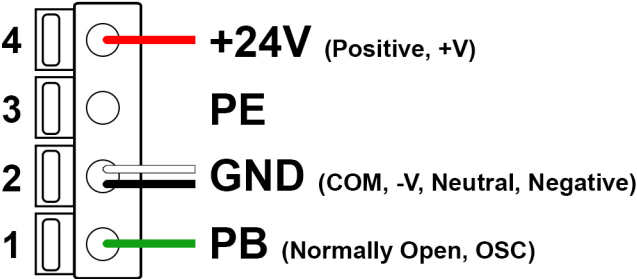 4 +24V (Positive, +V)
3 PE
2 GND (COM, -V, Neutral, Negative)
1 PB (Normally Open, OSC)